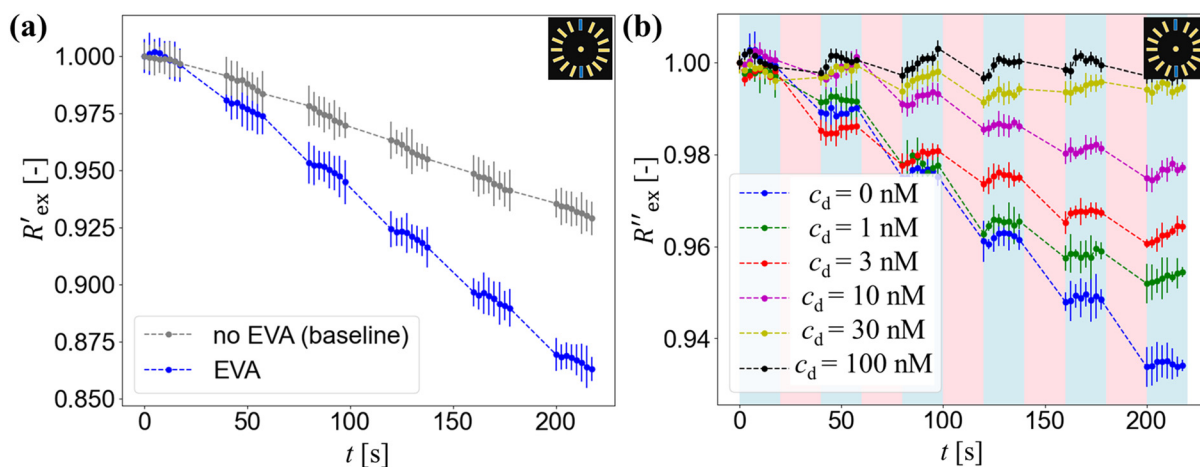 (a)
1.000
0.975
0.950
0.925
0.900
0.875
0.850
R′ex [-]
no EVA (baseline)
EVA
0
50
100
150
200
t [s]
(b)
1.00
0.98
0.96
0.94
R″ex [-]
cd = 0 nM
cd = 1 nM
cd = 3 nM
cd = 10 nM
cd = 30 nM
cd = 100 nM
0
50
100
150
200
t [s]